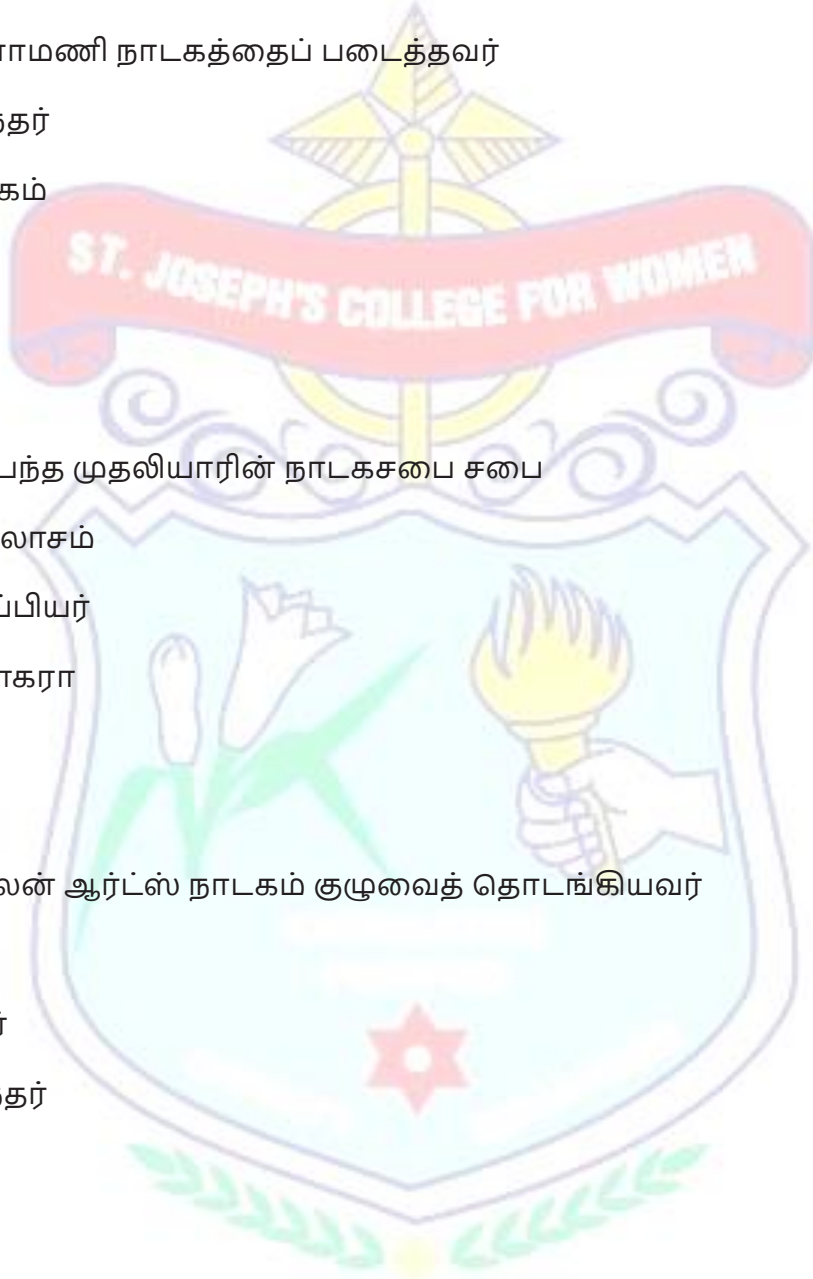 ாமணி நாடகத்தைப் படைத்தவர்
தர்
கம்
ST. JOSEPH'S COLLEGE FOR WOMEN
பந்த முதலியாரின் நாடகசபை சபை
லாசம்
ப்பியர்
ாகரா
லன் ஆர்ட்ஸ் நாடகம் குழுவைத் தொடங்கியவர்
ர்
தர்